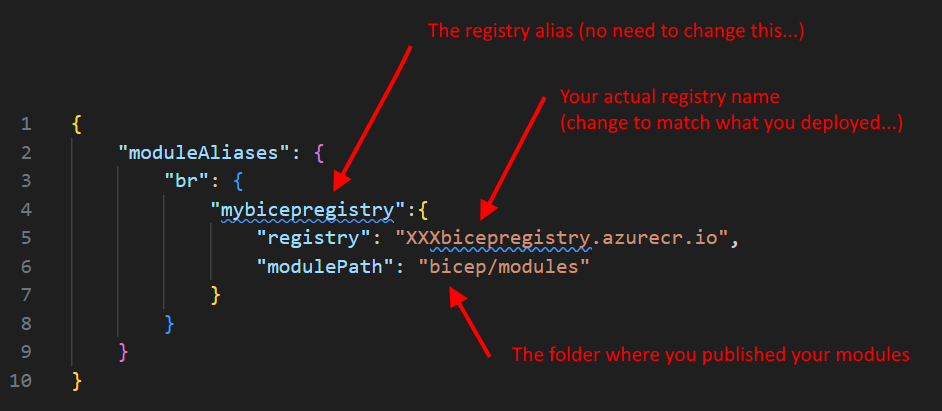 The registry alias (no need to change this...)
Your actual registry name
(change to match what you deployed...)
1 {
2 "moduleAliases": {
3 "br": {
4 "mybicepregistry":{
5 "registry": "XXXbicepregistry.azurecr.io",
6 "modulePath": "bicep/modules"
7 }
8 }
9 }
10 }
The folder where you published your modules